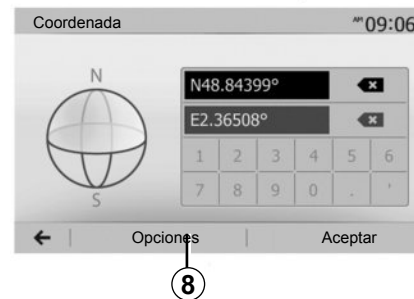 Coordenada AM 09:06
N
S
N48.84399°
E2.36508°
1 2 3 4 5 6
7 8 9 0 . '
Opciones Aceptar
8